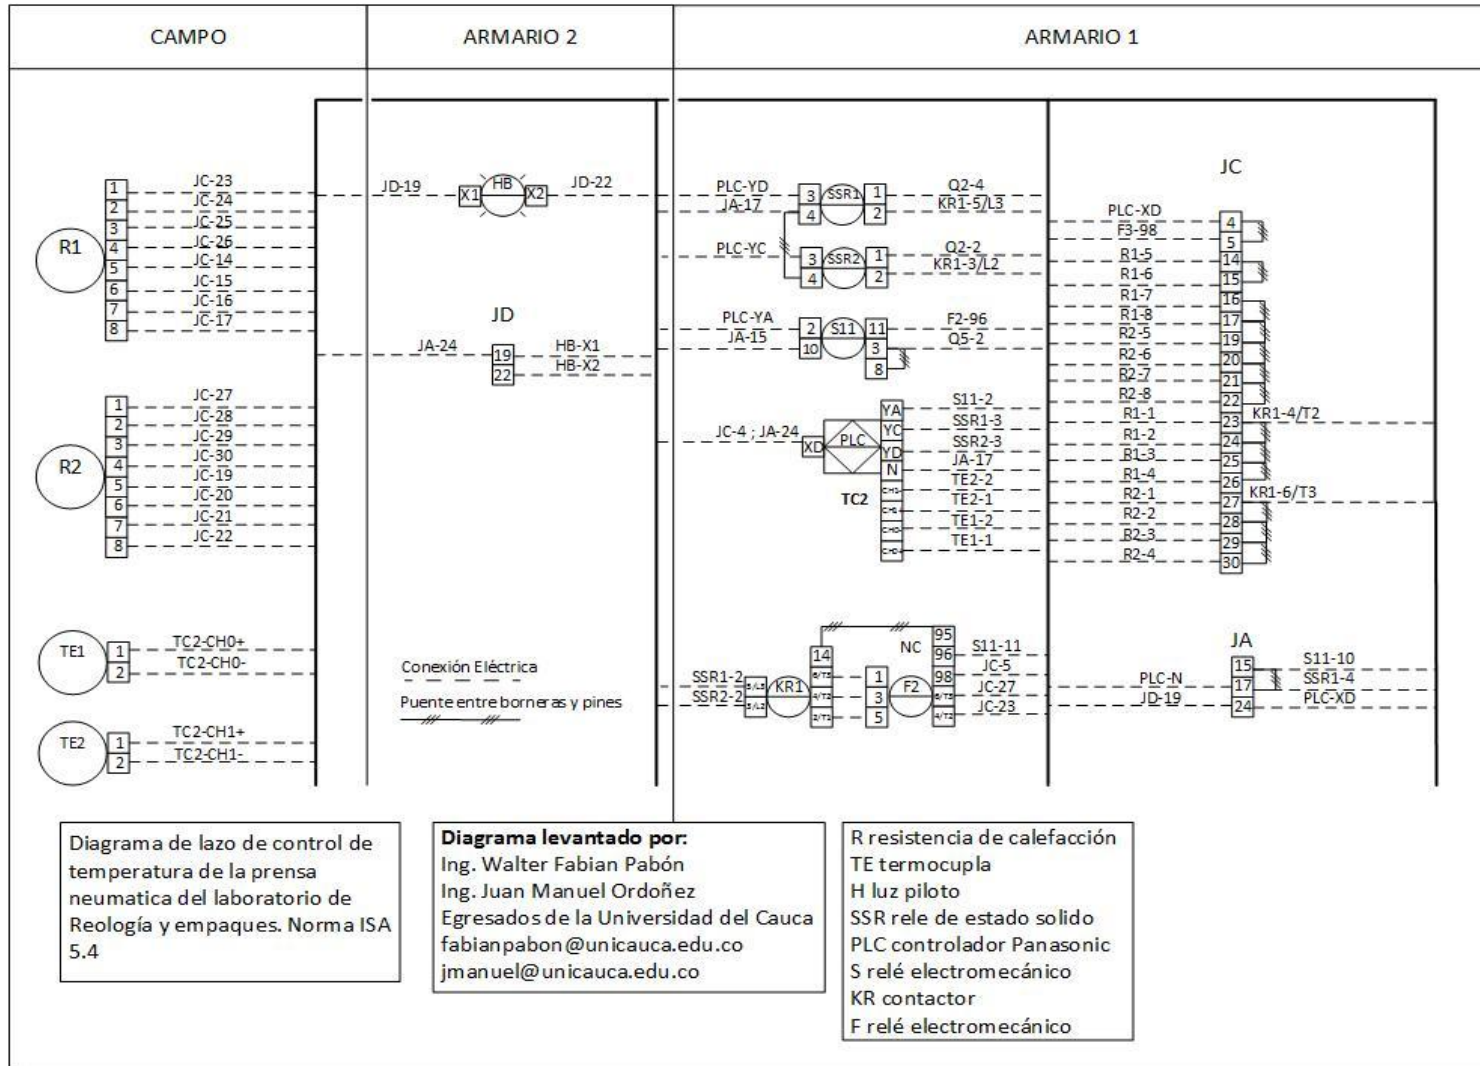 CAMPO
ARMARIO 2
ARMARIO 1
R1
1 JC-23
2 JC-24
3 JC-25
4 JC-26
5 JC-14
6 JC-15
7 JC-16
8 JC-17
R2
1 JC-27
2 JC-28
3 JC-29
4 JC-30
5 JC-19
6 JC-20
7 JC-21
8 JC-22
TE1
1 TC2-CH0+
2 TC2-CH0-
TE2
1 TC2-CH1+
2 TC2-CH1-
JD-19 X1 HB X2 JD-22
JD
JA-24 19 HB-X1
22 HB-X2
Conexión Eléctrica
Puente entre borneras y pines
PLC-YD 3 SSR1 1 Q2-4
JA-17 4 2 KR1-5/L3
PLC-YC 3 SSR2 1 Q2-2
4 2 KR1-3/L2
PLC-YA 2 S11 11 F2-96
JA-15 10 3 Q5-2
8
JC-4 ; JA-24 XD PLC
TC2
YA S11-2
YC SSR1-3
YD SSR2-3
N JA-17
TE2-2
TE2-1
TE1-2
TE1-1
95
NC 96 S11-11
14 98 JC-5
SSR1-2 5/L3 KR1 6/T3 1 F2 6/T3 JC-27
SSR2-2 3/L2 4/T2 3 4/T2 JC-23
2/T1 5
JC
PLC-XD 4
F3-98 5
R1-5 14
R1-6 15
R1-7 16
R1-8 17
R2-5 19
R2-6 20
R2-7 21
R2-8 22
R1-1 23 KR1-4/T2
R1-2 24
R1-3 25
R1-4 26
R2-1 27 KR1-6/T3
R2-2 28
R2-3 29
R2-4 30
JA
15 S11-10
PLC-N 17 SSR1-4
JD-19 24 PLC-XD
Diagrama de lazo de control de
temperatura de la prensa
neumatica del laboratorio de
Reología y empaques. Norma ISA
5.4
Diagrama levantado por:
Ing. Walter Fabian Pabón
Ing. Juan Manuel Ordoñez
Egresados de la Universidad del Cauca
fabianpabon@unicauca.edu.co
jmanuel@unicauca.edu.co
R resistencia de calefacción
TE termocupla
H luz piloto
SSR rele de estado solido
PLC controlador Panasonic
S relé electromecánico
KR contactor
F relé electromecánico